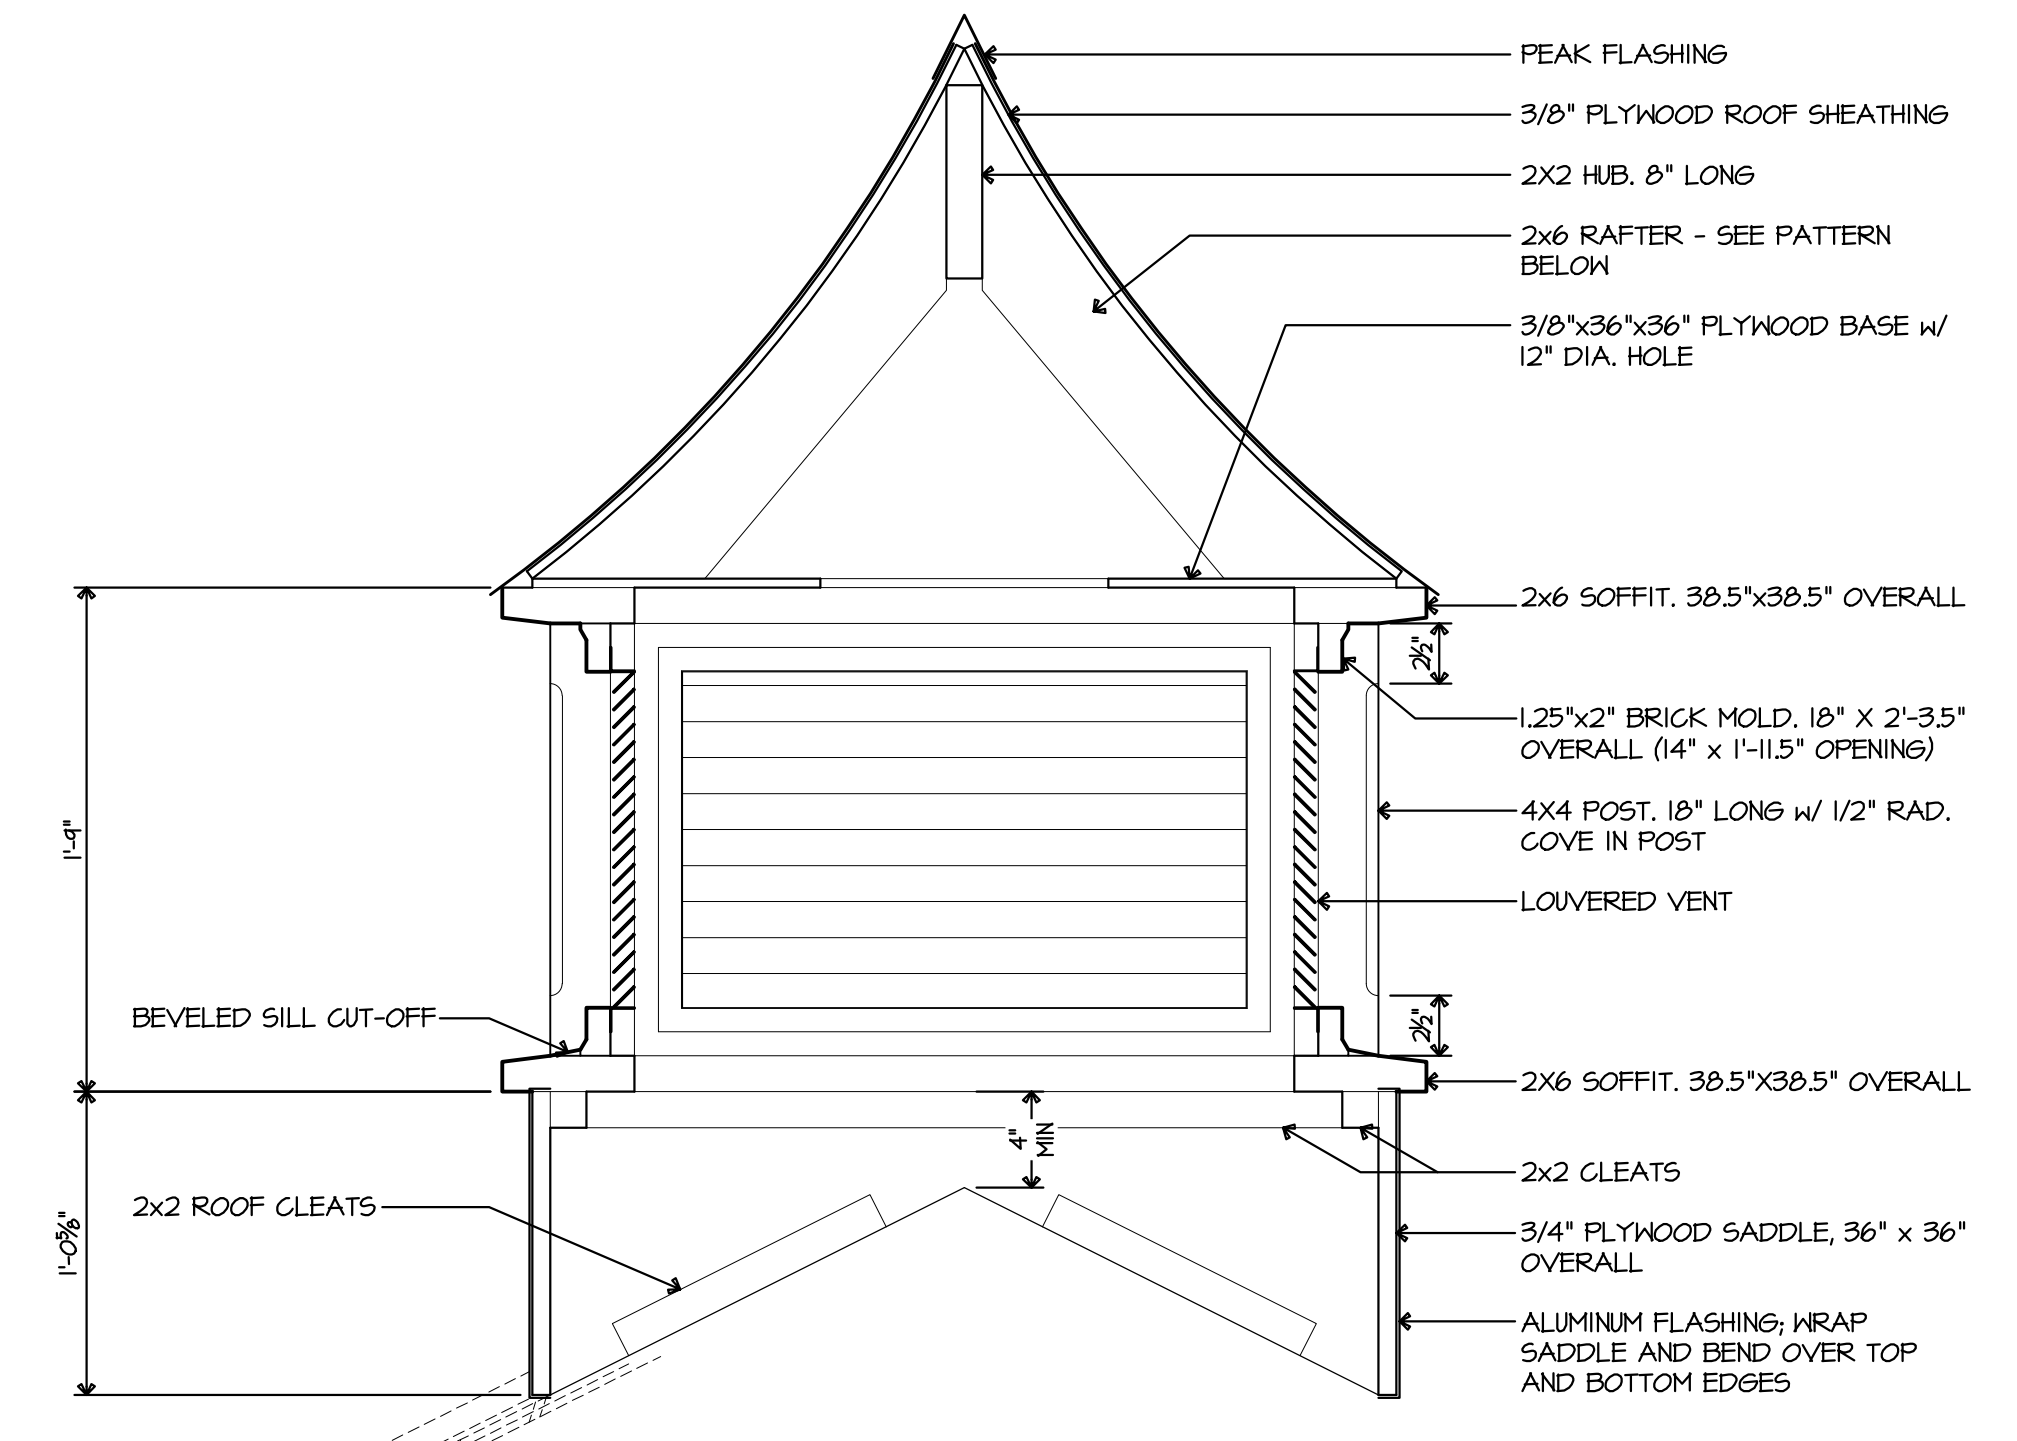 PEAK FLASHING
3/8" PLYWOOD ROOF SHEATHING
2X2 HUB. 8" LONG
2x6 RAFTER - SEE PATTERN
BELOW
3/8"x36"x36" PLYWOOD BASE w/
12" DIA. HOLE
2x6 SOFFIT. 38.5"x38.5" OVERALL
2½"
1.25"x2" BRICK MOLD. 18" X 2'-3.5"
OVERALL (14" x 1'-11.5" OPENING)
4X4 POST. 18" LONG w/ 1/2" RAD.
COVE IN POST
1'-9"
LOUVERED VENT
BEVELED SILL CUT-OFF
2½"
2X6 SOFFIT. 38.5"X38.5" OVERALL
4"
MIN
2x2 CLEATS
2x2 ROOF CLEATS
1'-0⅝"
3/4" PLYWOOD SADDLE, 36" x 36"
OVERALL
ALUMINUM FLASHING; WRAP
SADDLE AND BEND OVER TOP
AND BOTTOM EDGES